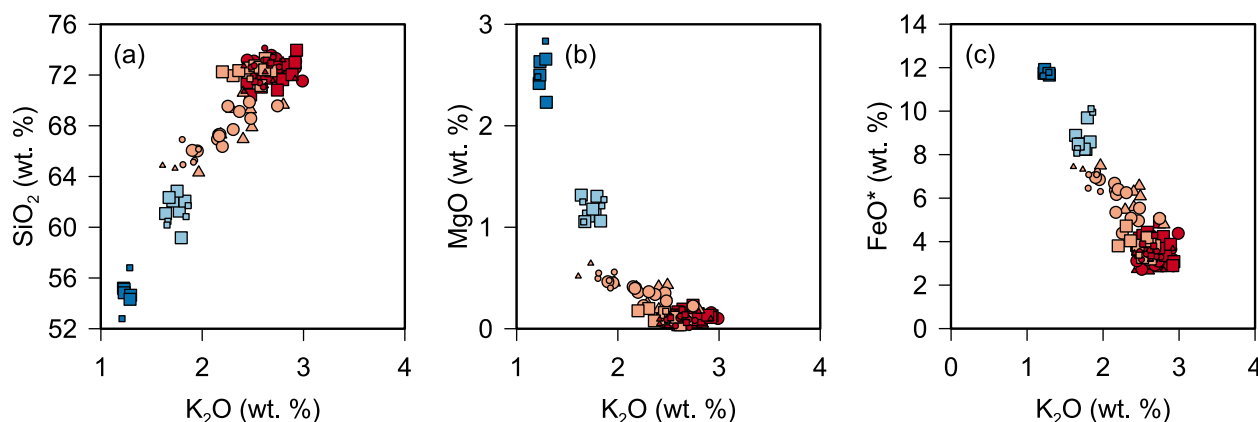 (a)
SiO₂ (wt. %)
76
72
68
64
60
56
52
1 2 3 4
K₂O (wt. %)
(b)
MgO (wt. %)
3
2
1
0
1 2 3 4
K₂O (wt. %)
(c)
FeO* (wt. %)
14
12
10
8
6
4
2
0
0 1 2 3 4
K₂O (wt. %)